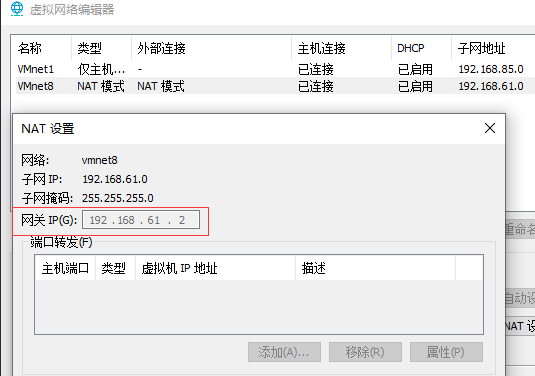 虚拟网络编辑器
名称 类型 外部连接 主机连接 DHCP 子网地址
VMnet1 仅主机... - 已连接 已启用 192.168.85.0
VMnet8 NAT 模式 NAT 模式 已连接 已启用 192.168.61.0
NAT 设置
网络: vmnet8
子网 IP: 192.168.61.0
子网掩码: 255.255.255.0
网关 IP(G): 192 . 168 . 61 . 2
重命名
端口转发(F)
主机端口 类型 虚拟机 IP 地址 描述
自动设
NAT 设
添加(A)... 移除(R) 属性(P)